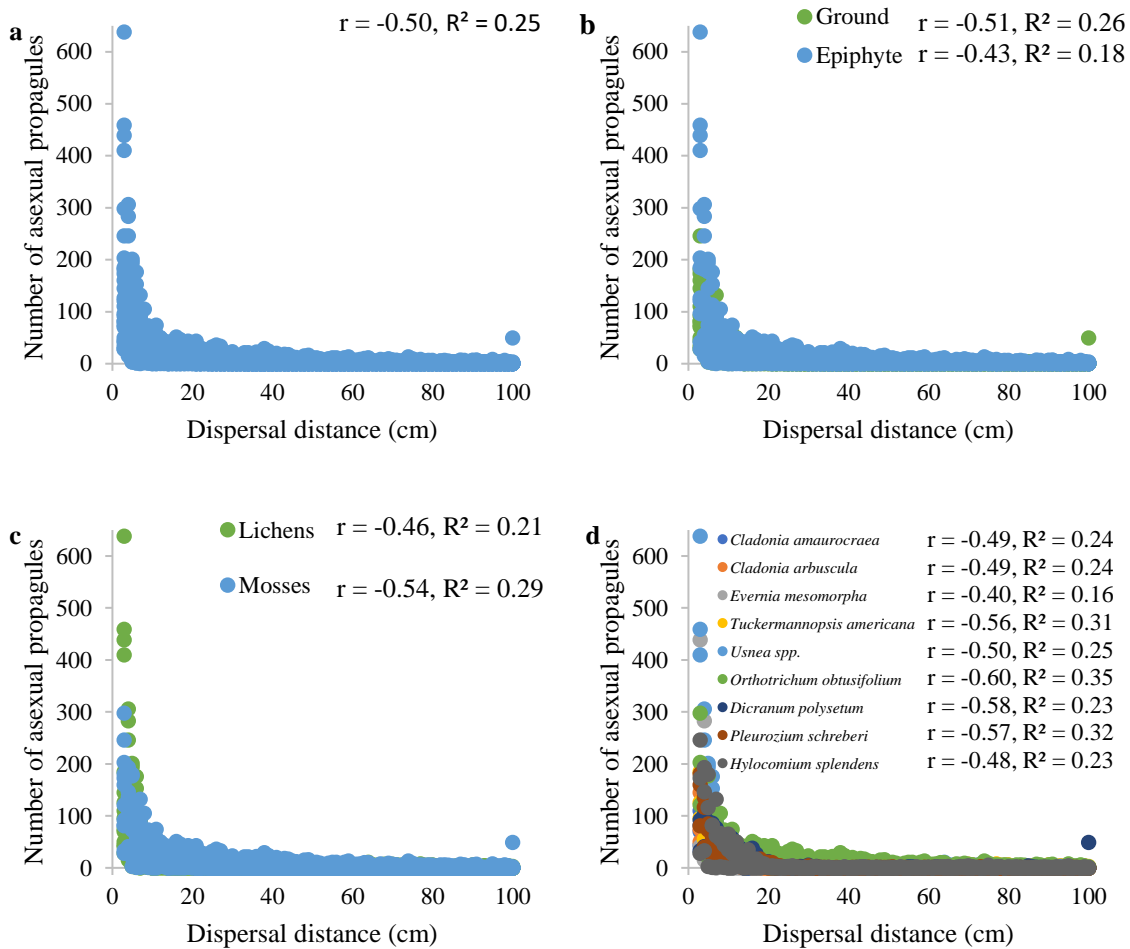 a
r = -0.50, R² = 0.25
Number of asexual propagules
600
500
400
300
200
100
0
0 20 40 60 80 100
Dispersal distance (cm)
b
Ground r = -0.51, R² = 0.26
Epiphyte r = -0.43, R² = 0.18
Number of asexual propagules
600
500
400
300
200
100
0
0 20 40 60 80 100
Dispersal distance (cm)
c
Lichens r = -0.46, R² = 0.21
Mosses r = -0.54, R² = 0.29
Number of asexual propagules
600
500
400
300
200
100
0
0 20 40 60 80 100
Dispersal distance (cm)
d
Cladonia amaurocraea r = -0.49, R² = 0.24
Cladonia arbuscula r = -0.49, R² = 0.24
Evernia mesomorpha r = -0.40, R² = 0.16
Tuckermannopsis americana r = -0.56, R² = 0.31
Usnea spp. r = -0.50, R² = 0.25
Orthotrichum obtusifolium r = -0.60, R² = 0.35
Dicranum polysetum r = -0.58, R² = 0.23
Pleurozium schreberi r = -0.57, R² = 0.32
Hylocomium splendens r = -0.48, R² = 0.23
Number of asexual propagules
600
500
400
300
200
100
0
0 20 40 60 80 100
Dispersal distance (cm)